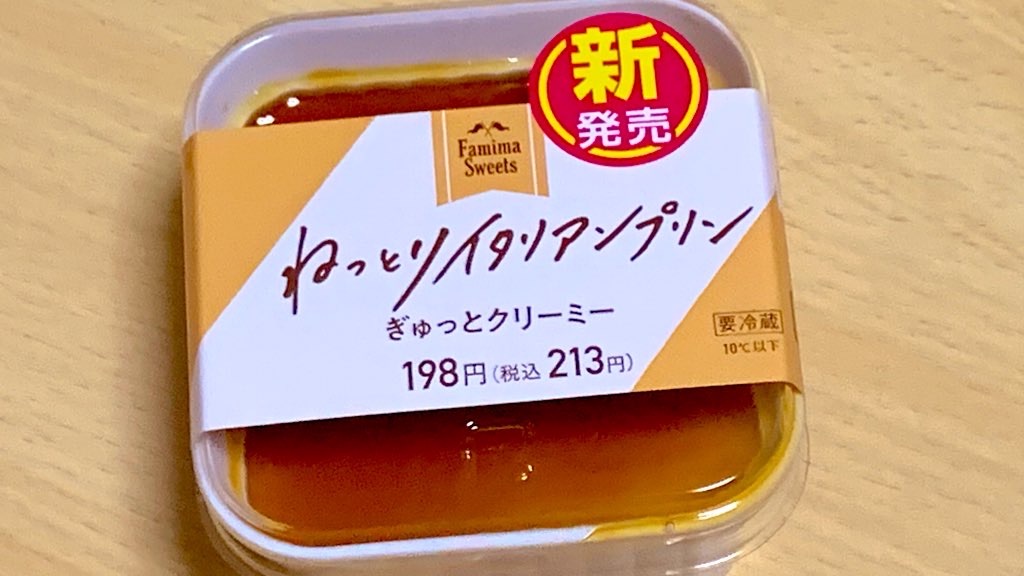 新
発売
Famima
Sweets
ねっとりイタリアンプリン
ぎゅっとクリーミー
198円(税込213円)
要冷蔵
10℃以下